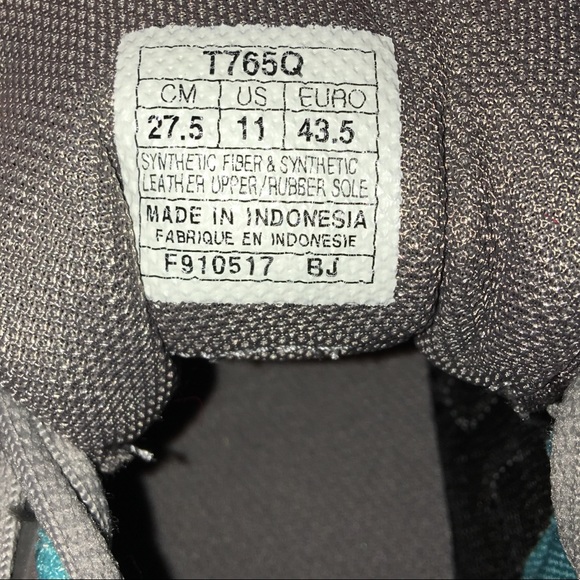 T765Q
CM US EURO
27.5 11 43.5
SYNTHETIC FIBER & SYNTHETIC
LEATHER UPPER/RUBBER SOLE
MADE IN INDONESIA
FABRIQUE EN INDONESIE
F910517 BJ